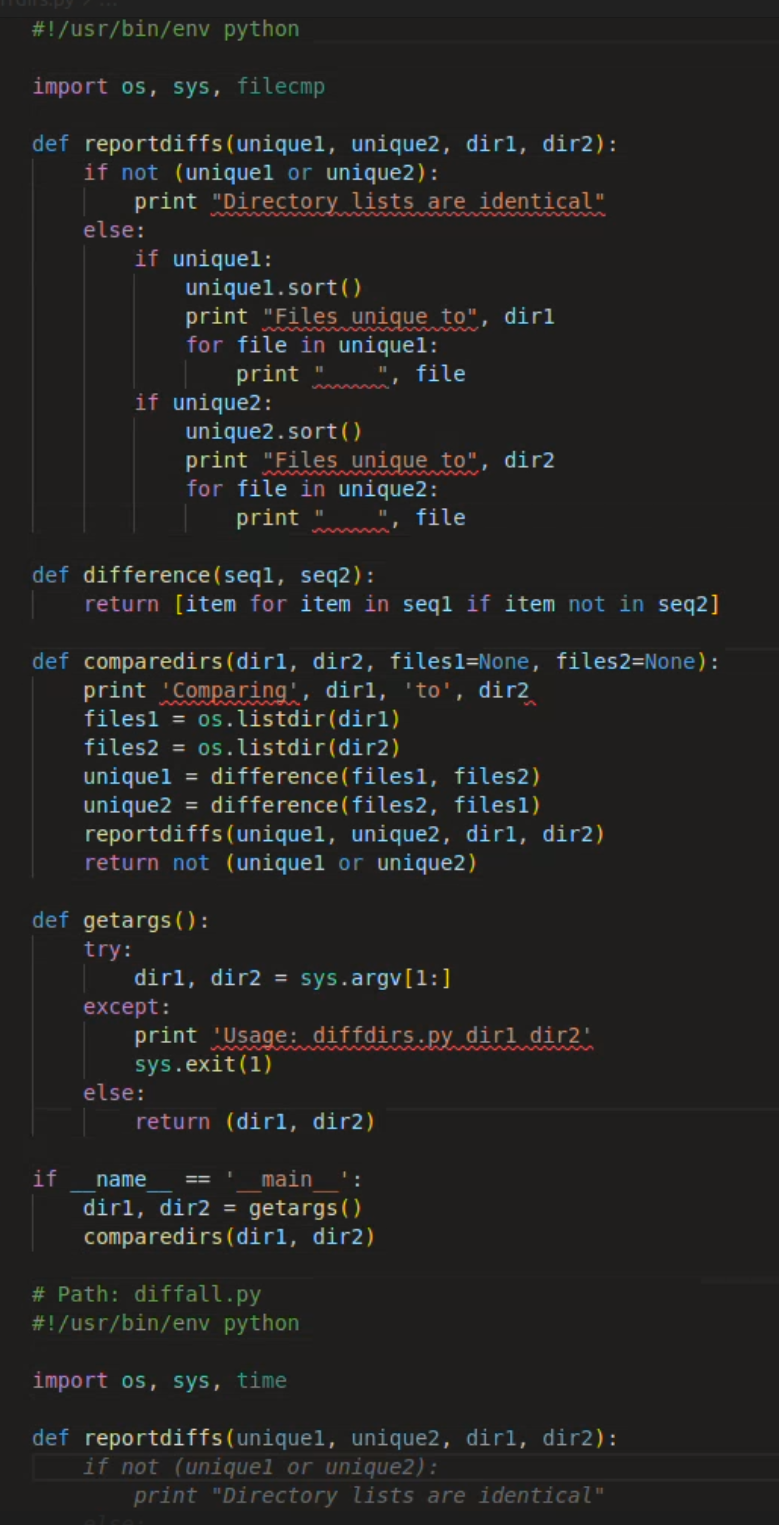 #!/usr/bin/env python
import os, sys, filecmp
def reportdiffs(unique1, unique2, dir1, dir2):
    if not (unique1 or unique2):
        print "Directory lists are identical"
    else:
        if unique1:
            unique1.sort()
            print "Files unique to", dir1
            for file in unique1:
                print "    ", file
        if unique2:
            unique2.sort()
            print "Files unique to", dir2
            for file in unique2:
                print "    ", file
def difference(seq1, seq2):
    return [item for item in seq1 if item not in seq2]
def comparedirs(dir1, dir2, files1=None, files2=None):
    print 'Comparing', dir1, 'to', dir2
    files1 = os.listdir(dir1)
    files2 = os.listdir(dir2)
    unique1 = difference(files1, files2)
    unique2 = difference(files2, files1)
    reportdiffs(unique1, unique2, dir1, dir2)
    return not (unique1 or unique2)
def getargs():
    try:
        dir1, dir2 = sys.argv[1:]
    except:
        print 'Usage: diffdirs.py dir1 dir2'
        sys.exit(1)
    else:
        return (dir1, dir2)
if __name__ == '__main__':
    dir1, dir2 = getargs()
    comparedirs(dir1, dir2)
# Path: diffall.py
#!/usr/bin/env python
import os, sys, time
def reportdiffs(unique1, unique2, dir1, dir2):
    if not (unique1 or unique2):
        print "Directory lists are identical"
    else: